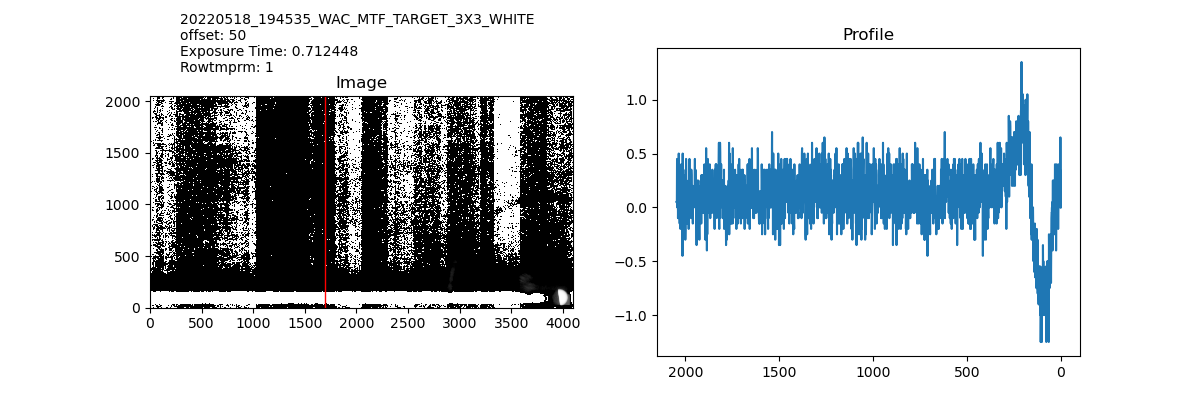 20220518_194535_WAC_MTF_TARGET_3X3_WHITE
offset: 50
Exposure Time: 0.712448
Rowtmprm: 1
Image
2000
1500
1000
500
0
0 500 1000 1500 2000 2500 3000 3500 4000
Profile
1.0
0.5
0.0
−0.5
−1.0
2000 1500 1000 500 0